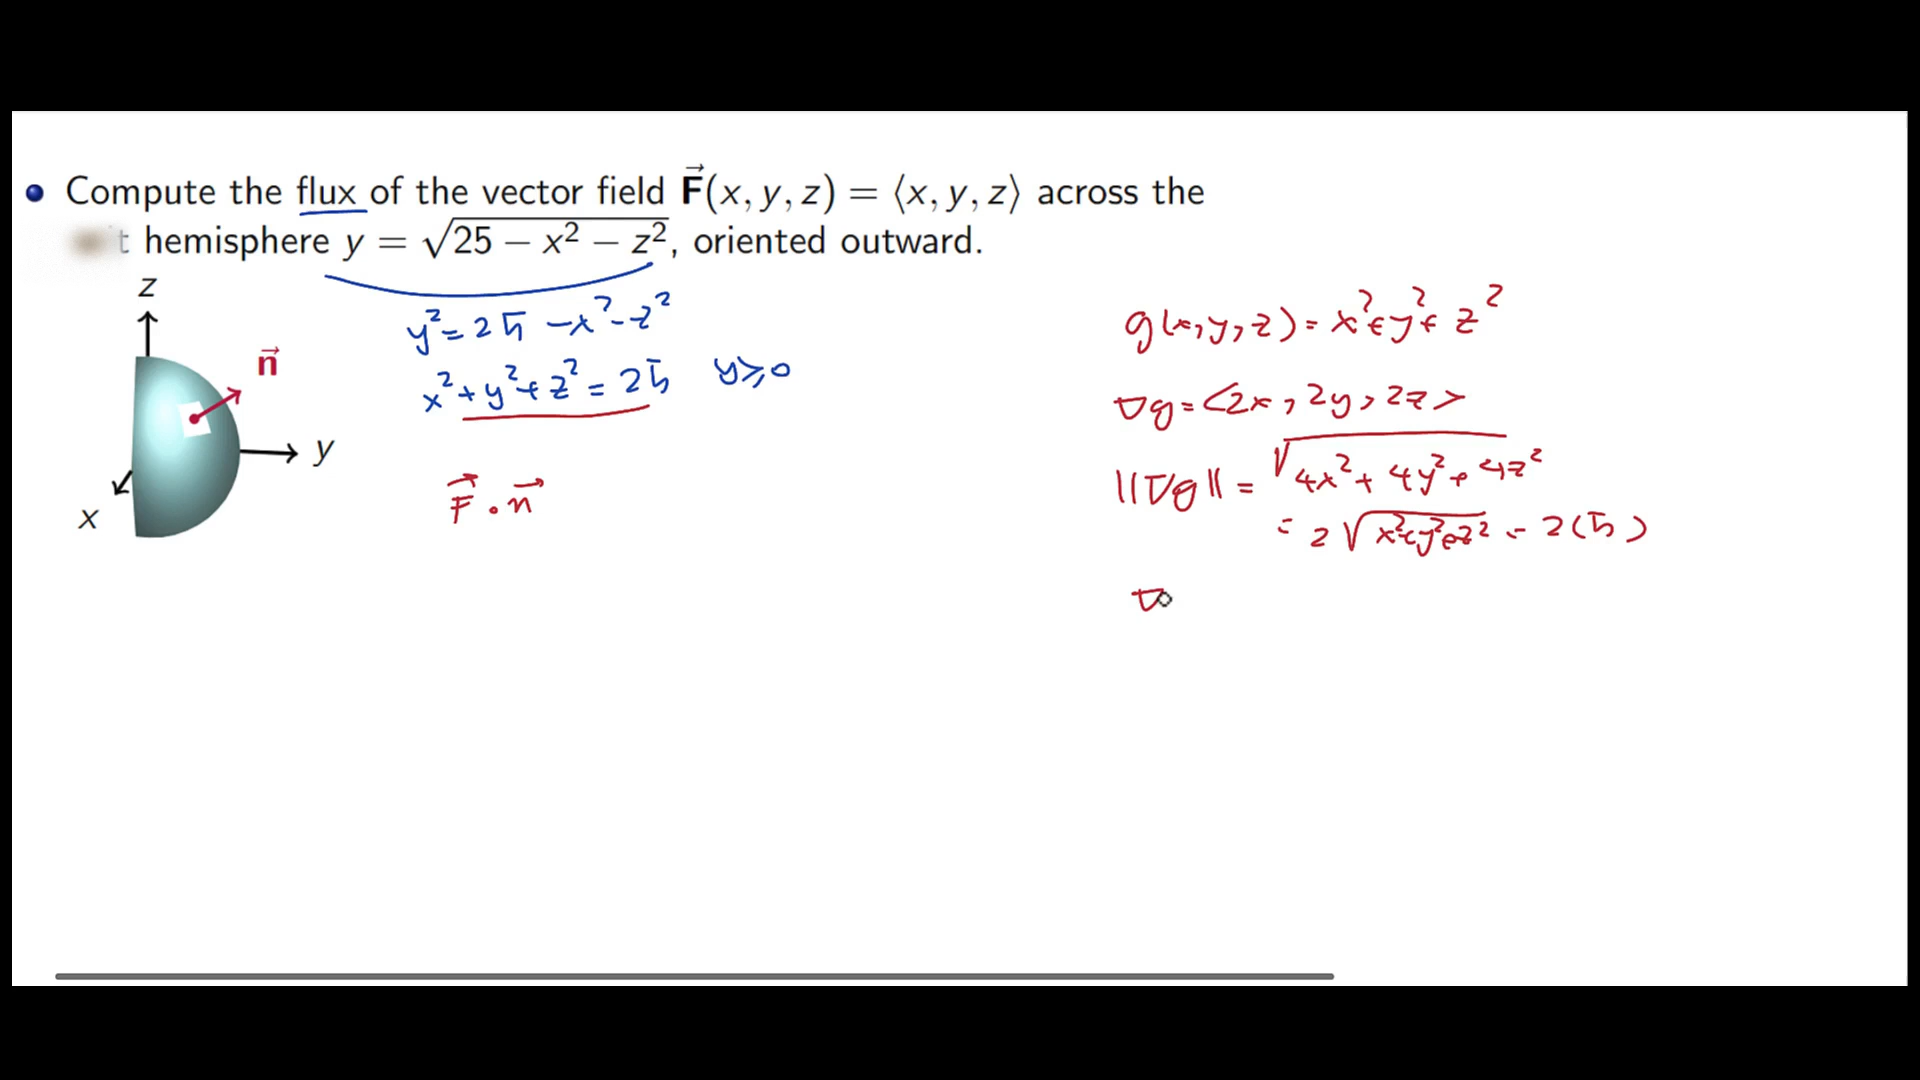 Compute the flux of the vector field F⃗(x, y, z) = ⟨x, y, z⟩ across the
hemisphere y = √(25 − x² − z²), oriented outward.
z
n⃗
y
x
y² = 25 − x² − z²
x² + y² + z² = 25 y ≥ 0
F⃗ · n⃗
g(x, y, z) = x² + y² + z²
∇g = <2x, 2y, 2z>
||∇g|| = √(4x² + 4y² + 4z²)
= 2√(x² + y² + z²) = 2(5)
∇